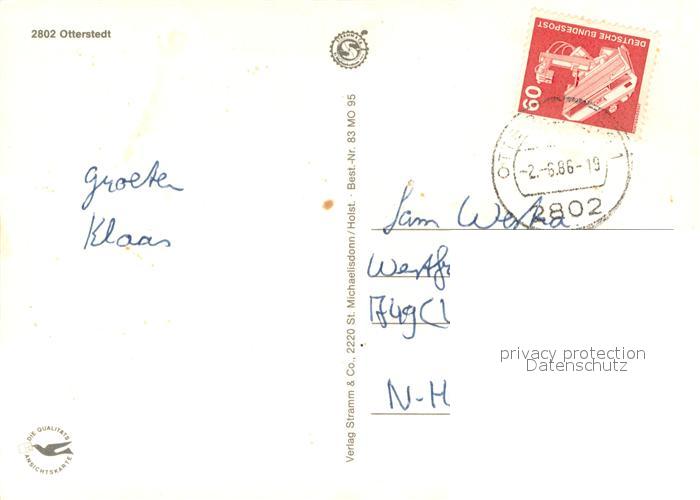 2802 Otterstedt
DEUTSCHE BUNDESPOST
60
-2.-6.86-19
2802
groeten
Klaas
Verlag Stramm & Co., 2220 St. Michaelisdonn/Holst. - Best.-Nr. 83 MO 95
Westfr
N-H
privacy protection
Datenschutz
DIE QUALITÄTS
ANSICHTSKARTE